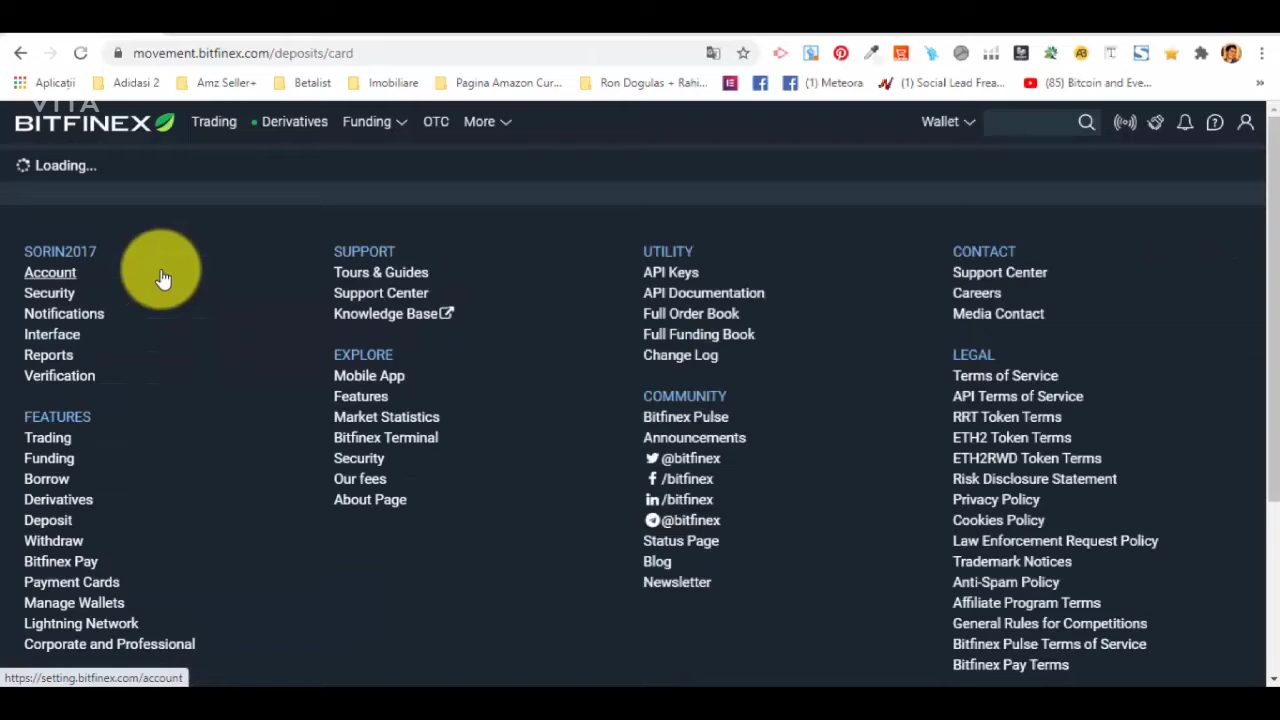 movement.bitfinex.com/deposits/card
Aplicații Adidasi 2 Amz Seller+ Betalist Imobiliare Pagina Amazon Cur... Ron Dogulas + Rahi... (1) Meteora (1) Social Lead Frea... (85) Bitcoin and Eve... »
VITA
BITFINEX Trading Derivatives Funding OTC More Wallet
Loading...
SORIN2017
Account
Security
Notifications
Interface
Reports
Verification
FEATURES
Trading
Funding
Borrow
Derivatives
Deposit
Withdraw
Bitfinex Pay
Payment Cards
Manage Wallets
Lightning Network
Corporate and Professional
SUPPORT
Tours & Guides
Support Center
Knowledge Base
EXPLORE
Mobile App
Features
Market Statistics
Bitfinex Terminal
Security
Our fees
About Page
UTILITY
API Keys
API Documentation
Full Order Book
Full Funding Book
Change Log
COMMUNITY
Bitfinex Pulse
Announcements
@bitfinex
/bitfinex
/bitfinex
@bitfinex
Status Page
Blog
Newsletter
CONTACT
Support Center
Careers
Media Contact
LEGAL
Terms of Service
API Terms of Service
RRT Token Terms
ETH2 Token Terms
ETH2RWD Token Terms
Risk Disclosure Statement
Privacy Policy
Cookies Policy
Law Enforcement Request Policy
Trademark Notices
Anti-Spam Policy
Affiliate Program Terms
General Rules for Competitions
Bitfinex Pulse Terms of Service
Bitfinex Pay Terms
https://setting.bitfinex.com/account